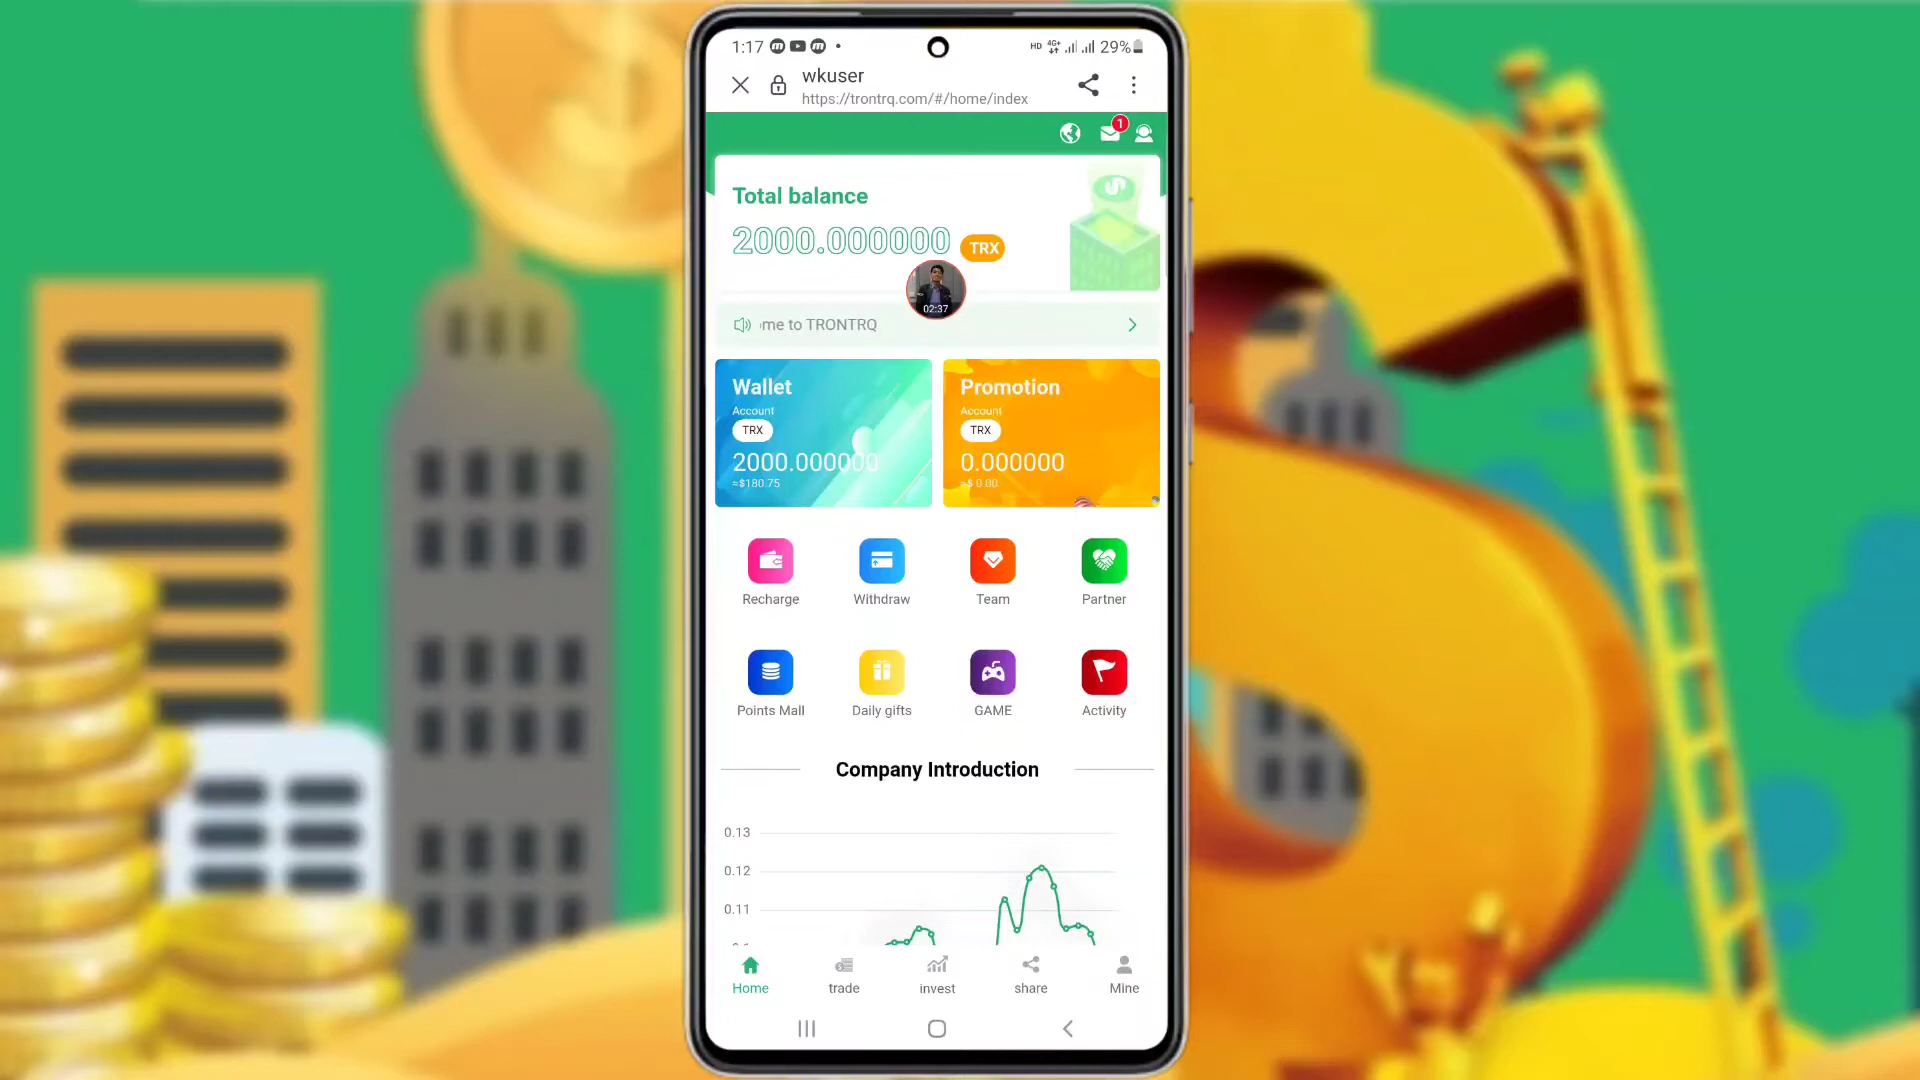 1:17
HD 4G+ 29%
wkuser
https://trontrq.com/#/home/index
1
Total balance
2000.000000 TRX
02:37
me to TRONTRQ
Wallet
Account
TRX
2000.000000
≈$180.75
Promotion
Account
TRX
0.000000
≈$ 0.00
Recharge
Withdraw
Team
Partner
Points Mall
Daily gifts
GAME
Activity
Company Introduction
0.13
0.12
0.11
Home
trade
invest
share
Mine